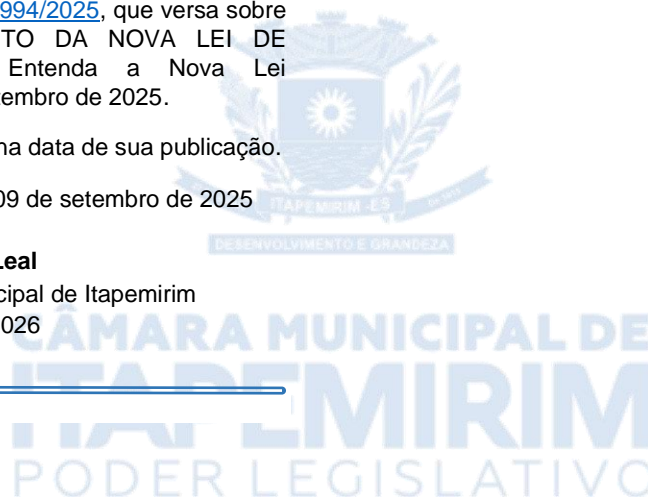 994/2025, que versa sobre
TO DA NOVA LEI DE
Entenda a Nova Lei
tembro de 2025.
na data de sua publicação.
09 de setembro de 2025
ITAPEMIRIM -ES
DESENVOLVIMENTO E GRANDEZA
Leal
cipal de Itapemirim
026
CÂMARA MUNICIPAL DE
ITAPEMIRIM
PODER LEGISLATIVO